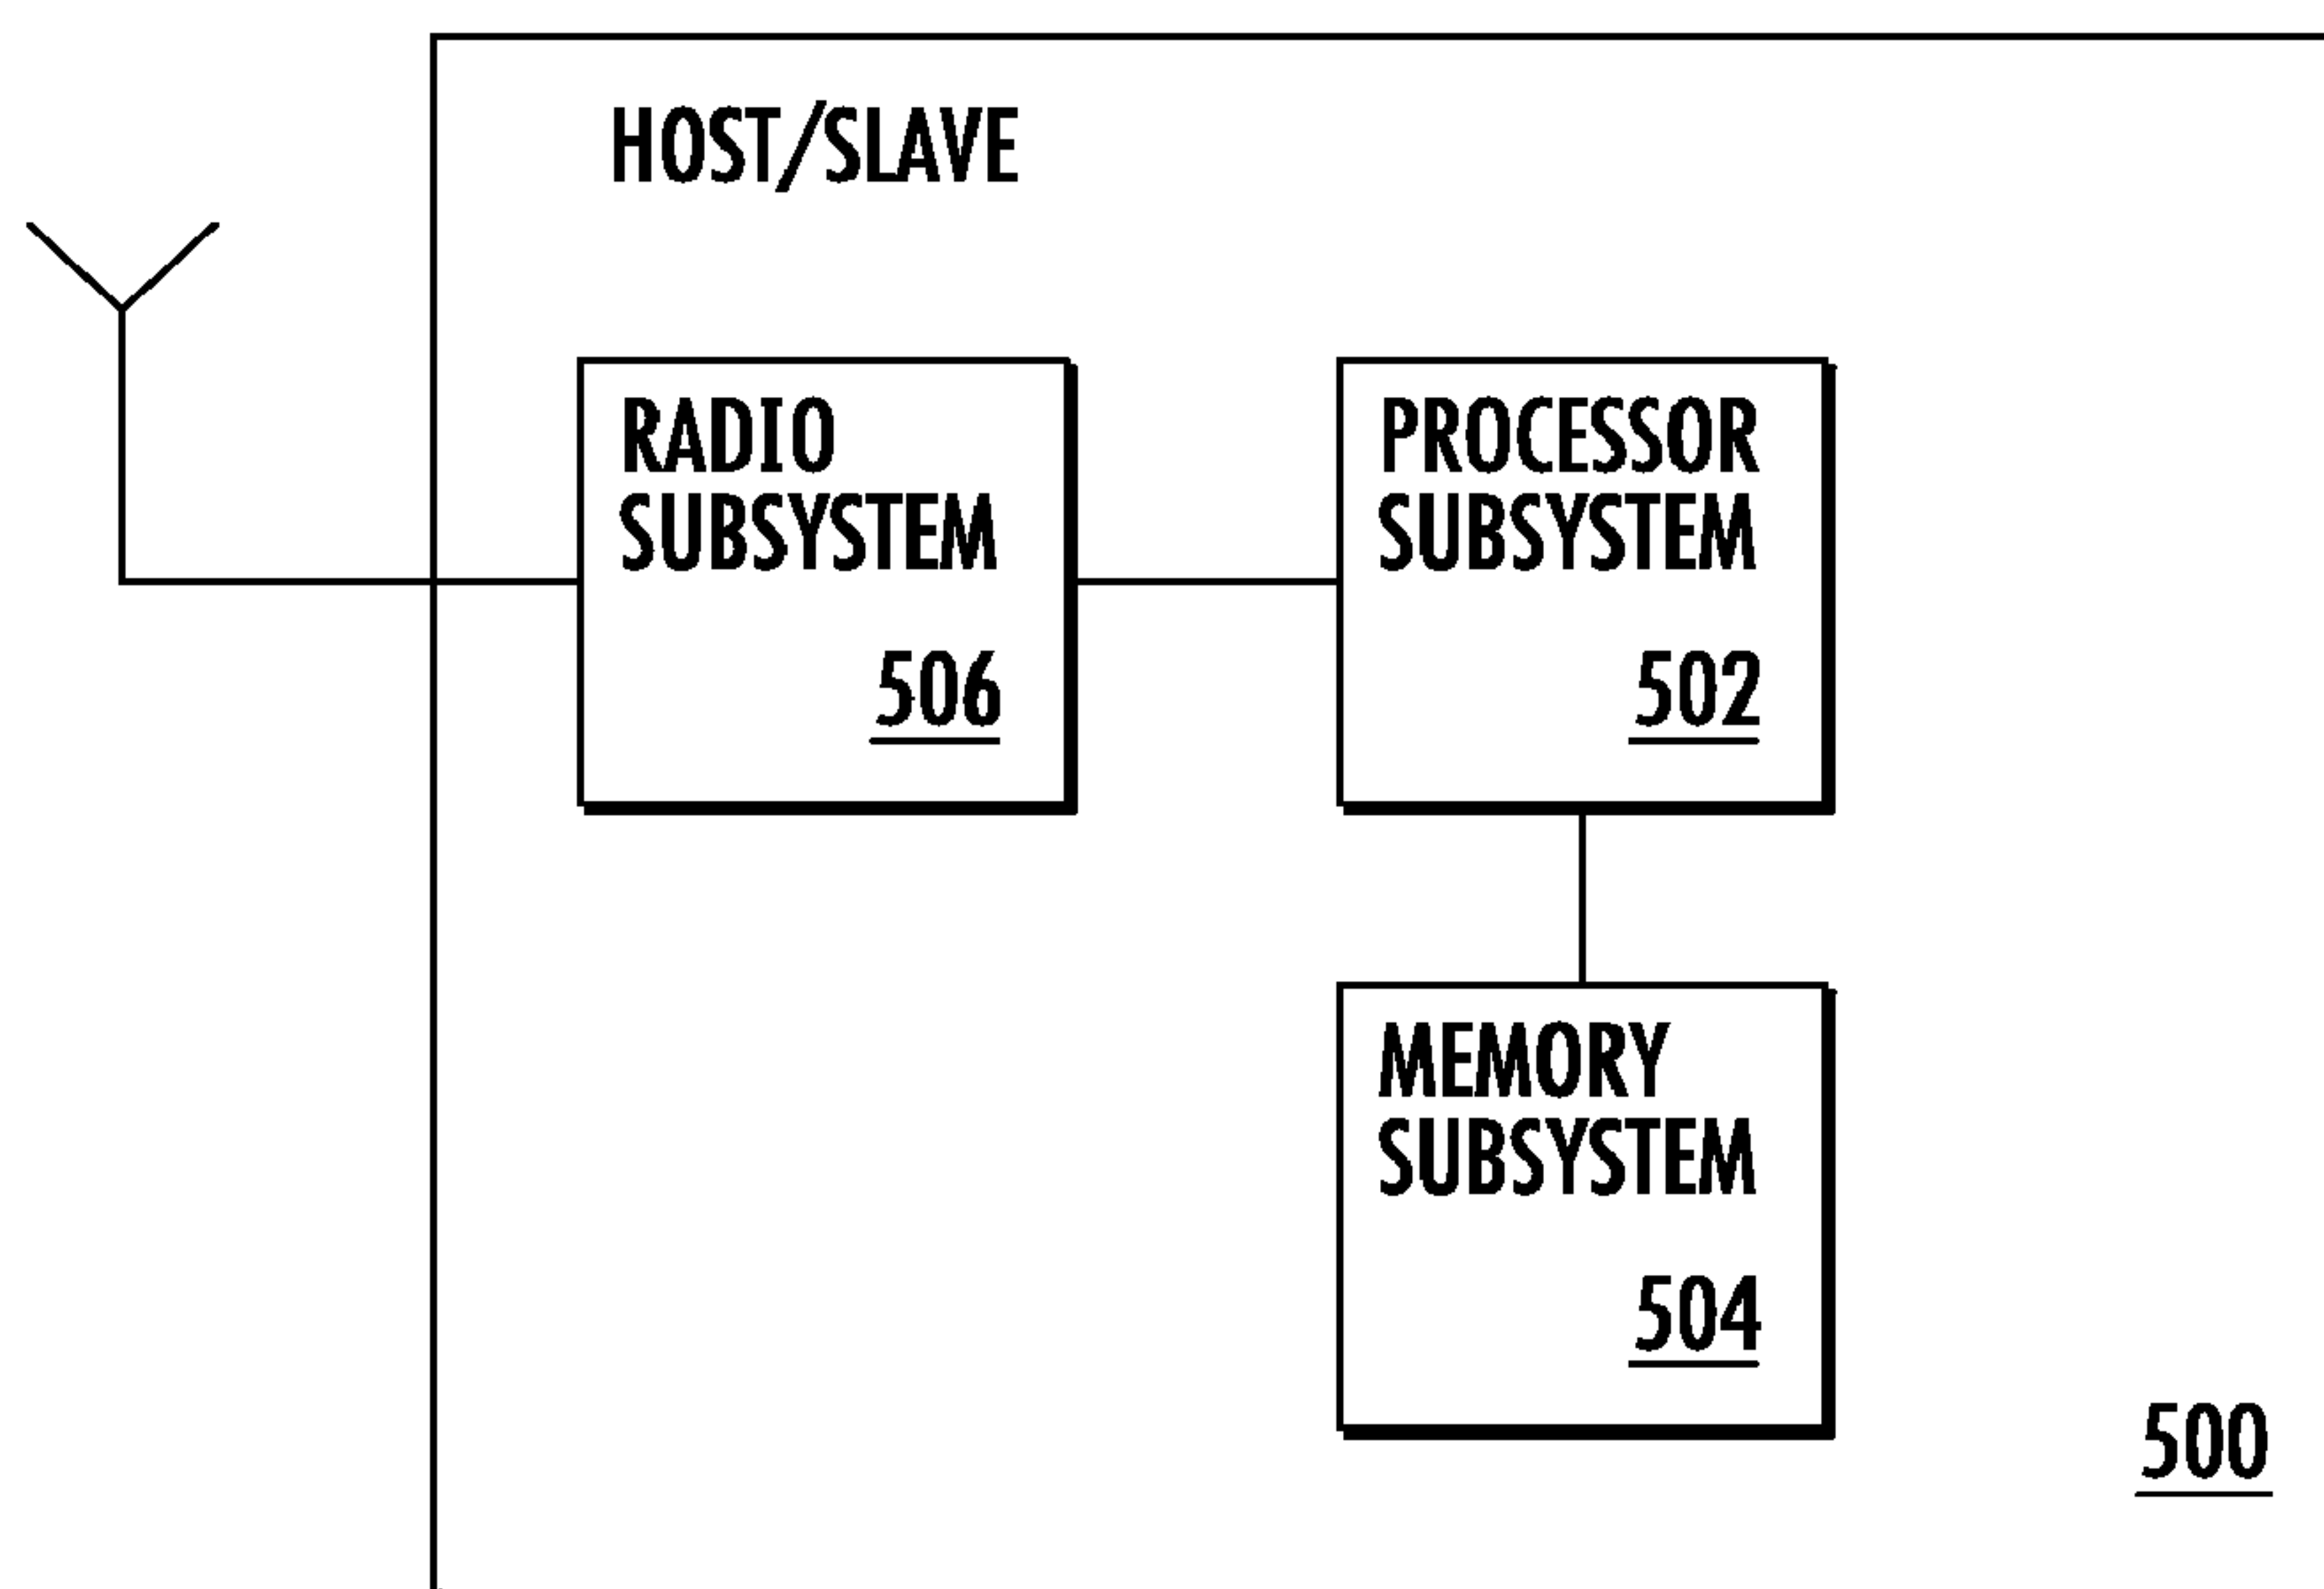 HOST/SLAVE
RADIO
SUBSYSTEM
506
PROCESSOR
SUBSYSTEM
502
MEMORY
SUBSYSTEM
504
500